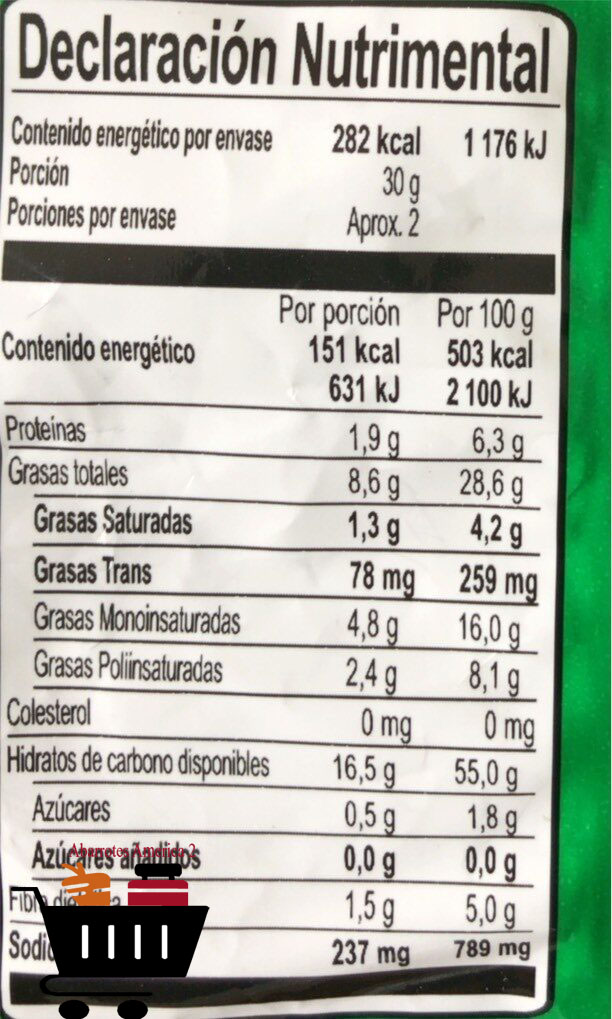 Declaración Nutrimental
Contenido energético por envase 282 kcal 1 176 kJ
Porción 30 g
Porciones por envase Aprox. 2
Por porción Por 100 g
Contenido energético 151 kcal 503 kcal
631 kJ 2 100 kJ
Proteínas 1,9 g 6,3 g
Grasas totales 8,6 g 28,6 g
Grasas Saturadas 1,3 g 4,2 g
Grasas Trans 78 mg 259 mg
Grasas Monoinsaturadas 4,8 g 16,0 g
Grasas Poliinsaturadas 2,4 g 8,1 g
Colesterol 0 mg 0 mg
Hidratos de carbono disponibles 16,5 g 55,0 g
Azúcares 0,5 g 1,8 g
Abarrotes América 2
Azúcares añadidos 0,0 g 0,0 g
1,5 g 5,0 g
237 mg 789 mg